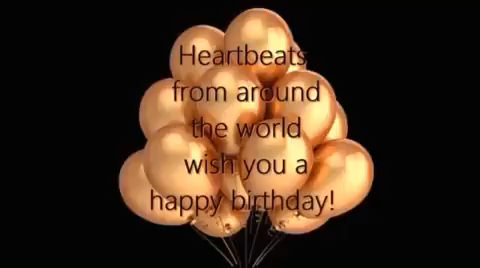 Heartbeats
from around
the world
wish you a
happy birthday!